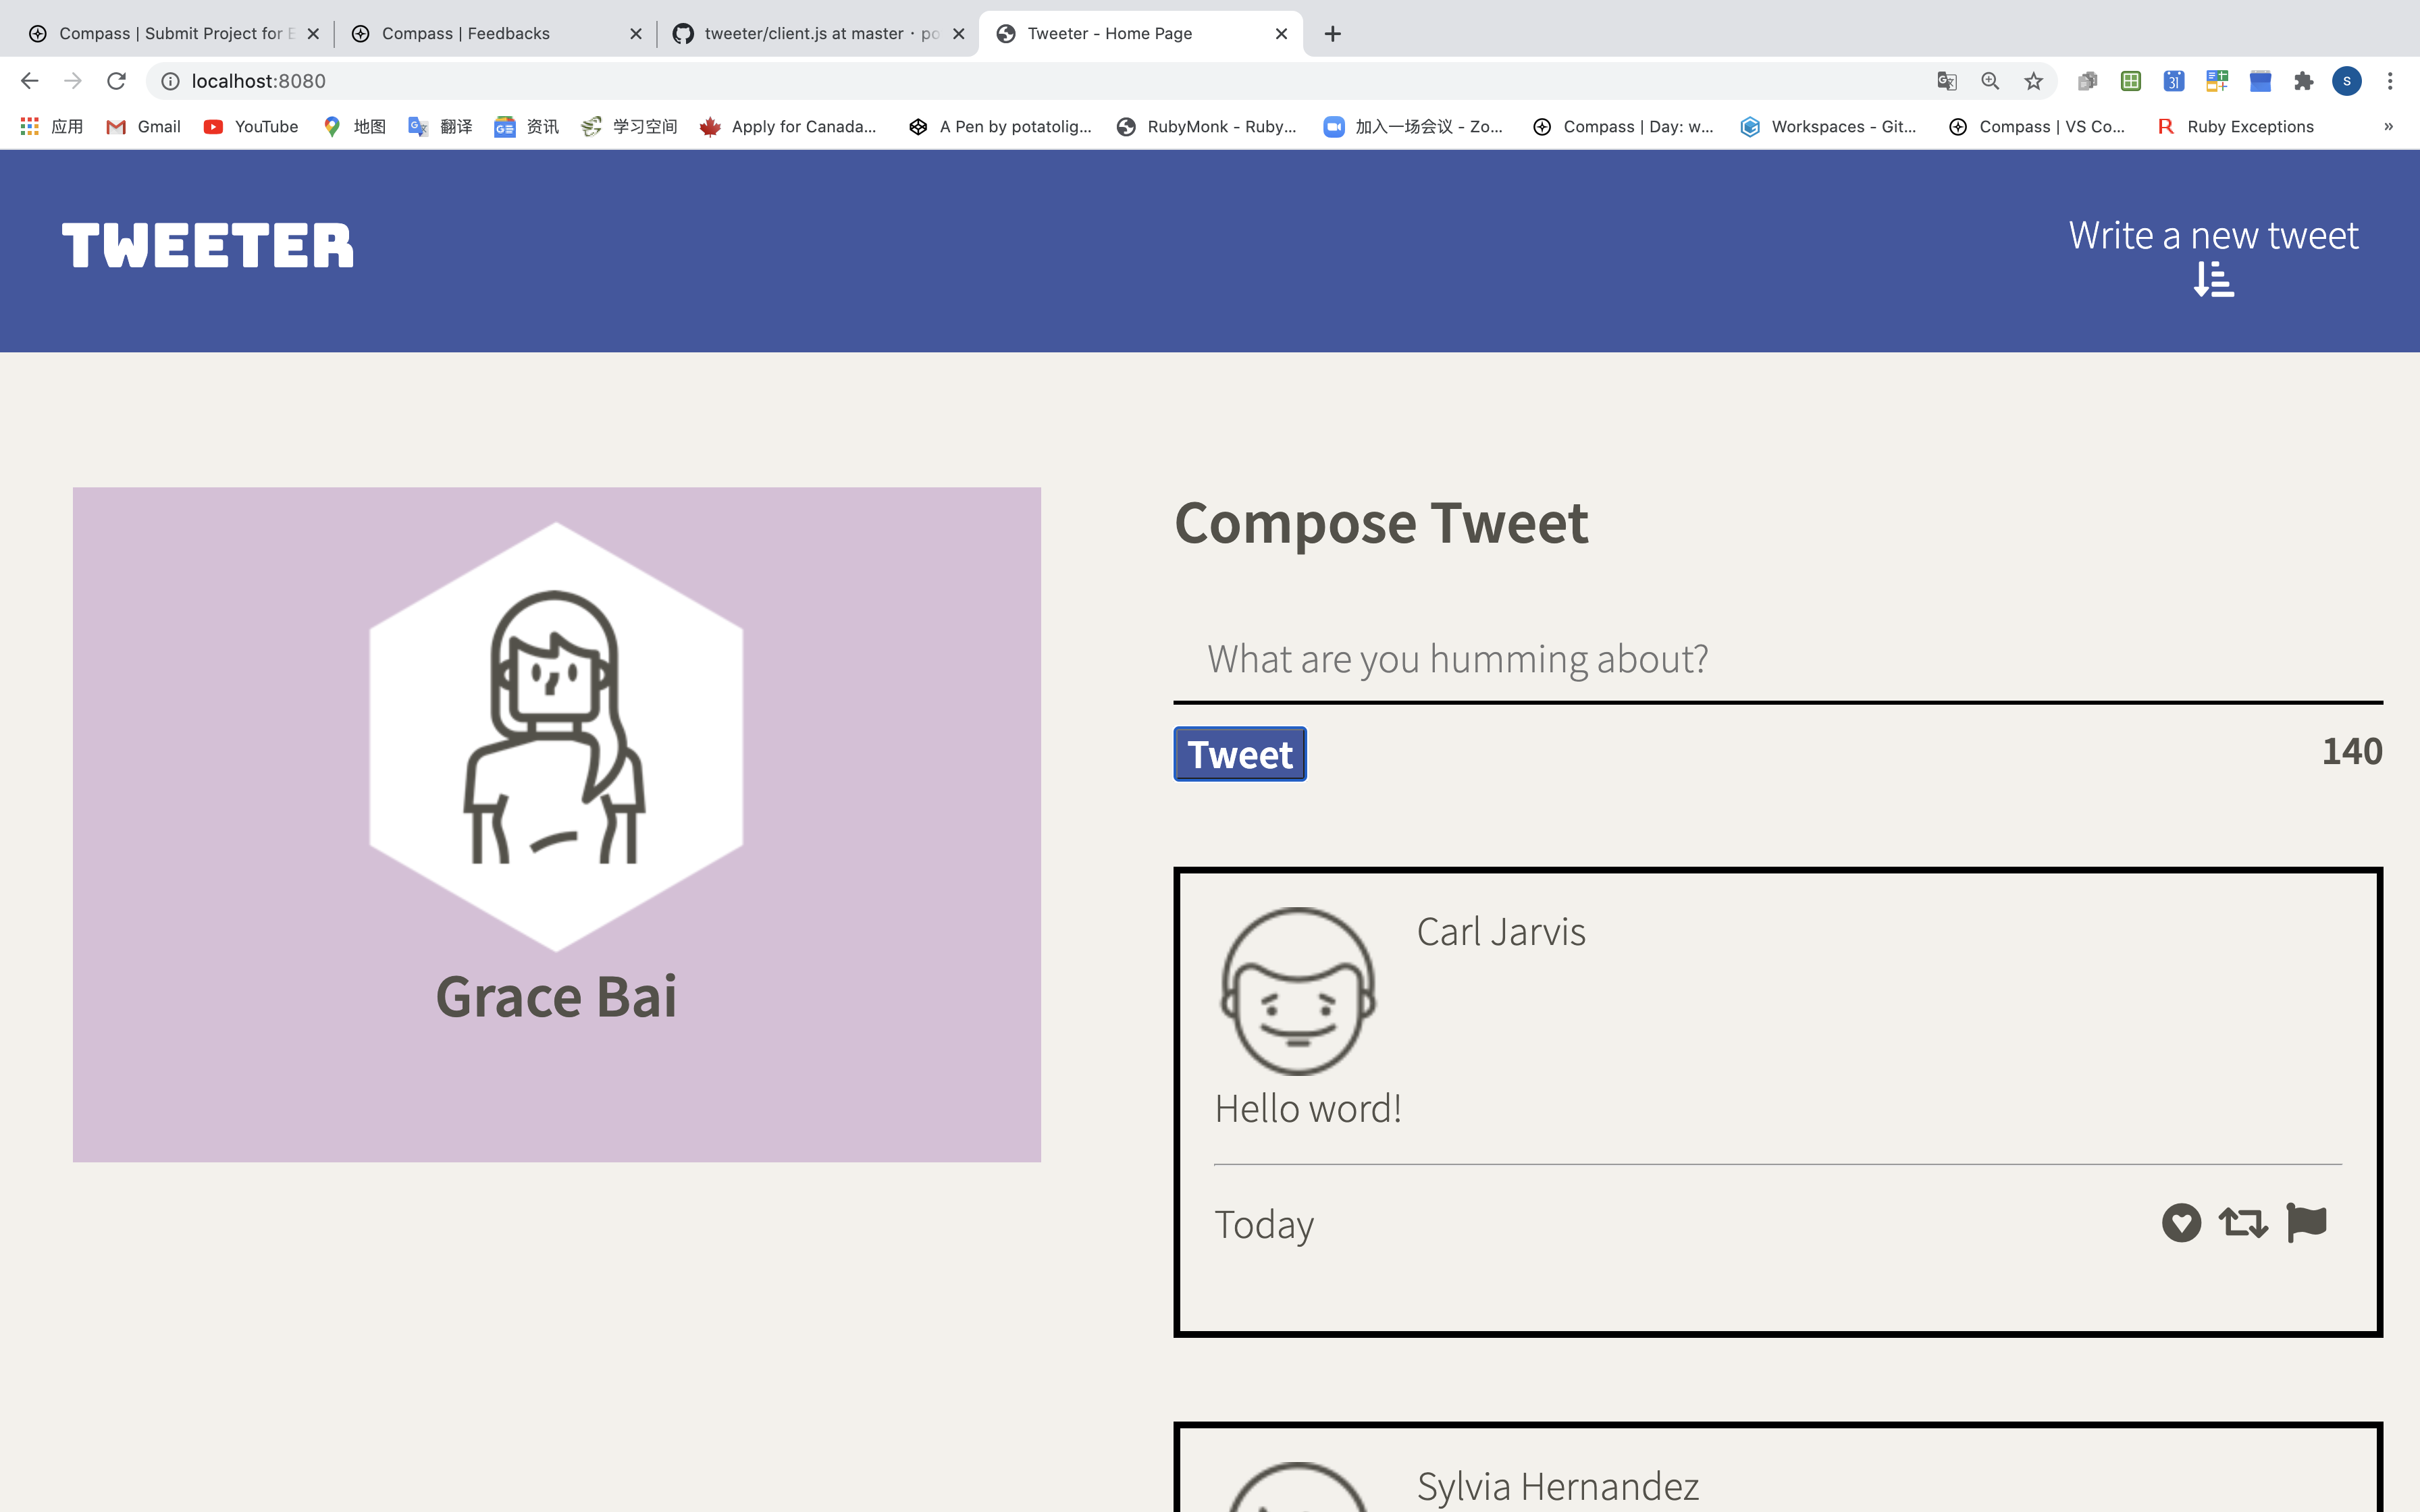 Compass | Submit Project for E
Compass | Feedbacks
tweeter/client.js at master · po
Tweeter - Home Page
localhost:8080
S
应用
Gmail
YouTube
地图
翻译
资讯
学习空间
Apply for Canada...
A Pen by potatolig...
RubyMonk - Ruby...
加入一场会议 - Zo...
Compass | Day: w...
Workspaces - Git...
Compass | VS Co...
R Ruby Exceptions
»
TWEETER
Write a new tweet
Grace Bai
Compose Tweet
What are you humming about?
Tweet
140
Carl Jarvis
Hello word!
Today
Sylvia Hernandez